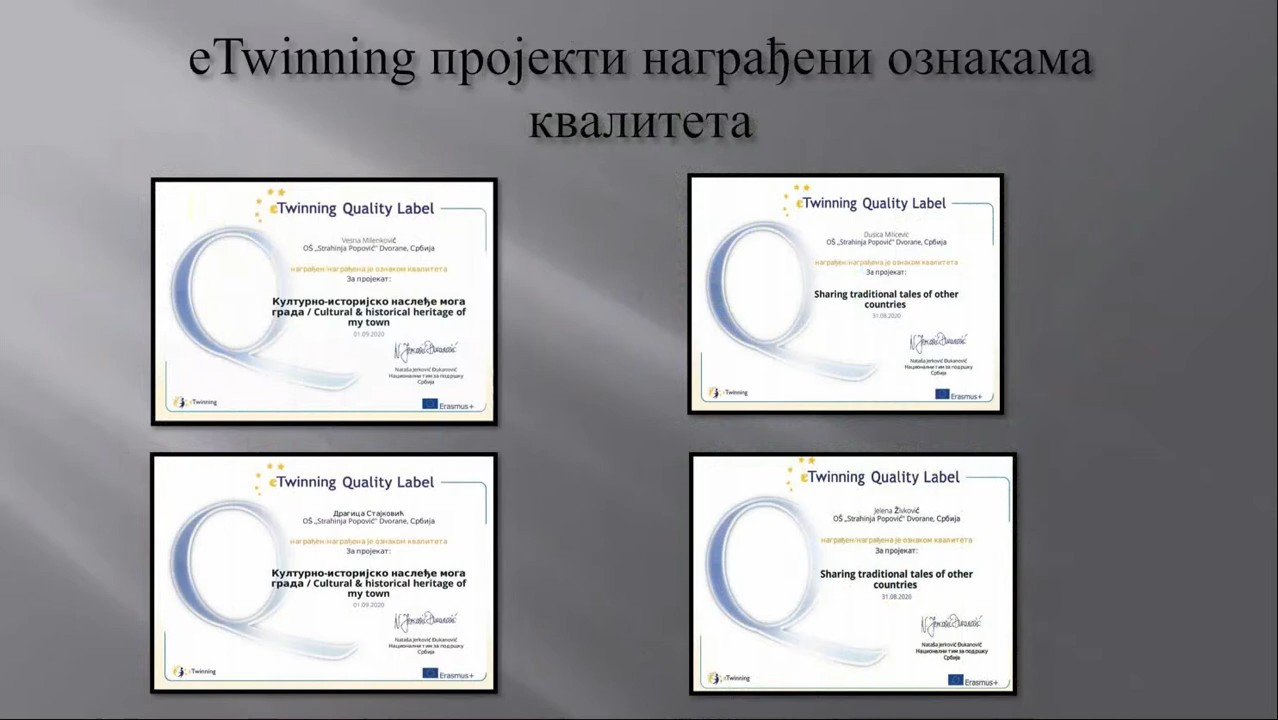 eTwinning пројекти награђени ознакама
квалитета
eTwinning Quality Label
Vesna Milenković
OŠ „Strahinja Popović" Dvorane, Србија
награђен/награђена је ознаком квалитета
За пројекат:
Културно-историјско наслеђе мога
града / Cultural & historical heritage of
my town
01.09.2020
Nataša Jerković Đukanović
Национални тим за подршку
Србија
eTwinning
Erasmus+
eTwinning Quality Label
Dusica Milicevic
OŠ „Strahinja Popović" Dvorane, Србија
награђен/награђена је ознаком квалитета
За пројекат:
Sharing traditional tales of other
countries
31.08.2020
Nataša Jerković Đukanović
Национални тим за подршку
Србија
eTwinning
Erasmus+
eTwinning Quality Label
Драгица Стајковић
OŠ „Strahinja Popović" Dvorane, Србија
награђен/награђена је ознаком квалитета
За пројекат:
Културно-историјско наслеђе мога
града / Cultural & historical heritage of
my town
01.09.2020
Nataša Jerković Đukanović
Национални тим за подршку
Србија
eTwinning
Erasmus+
eTwinning Quality Label
Jelena Živković
OŠ „Strahinja Popović" Dvorane, Србија
награђен/награђена је ознаком квалитета
За пројекат:
Sharing traditional tales of other
countries
31.08.2020
Nataša Jerković Đukanović
Национални тим за подршку
Србија
eTwinning
Erasmus+